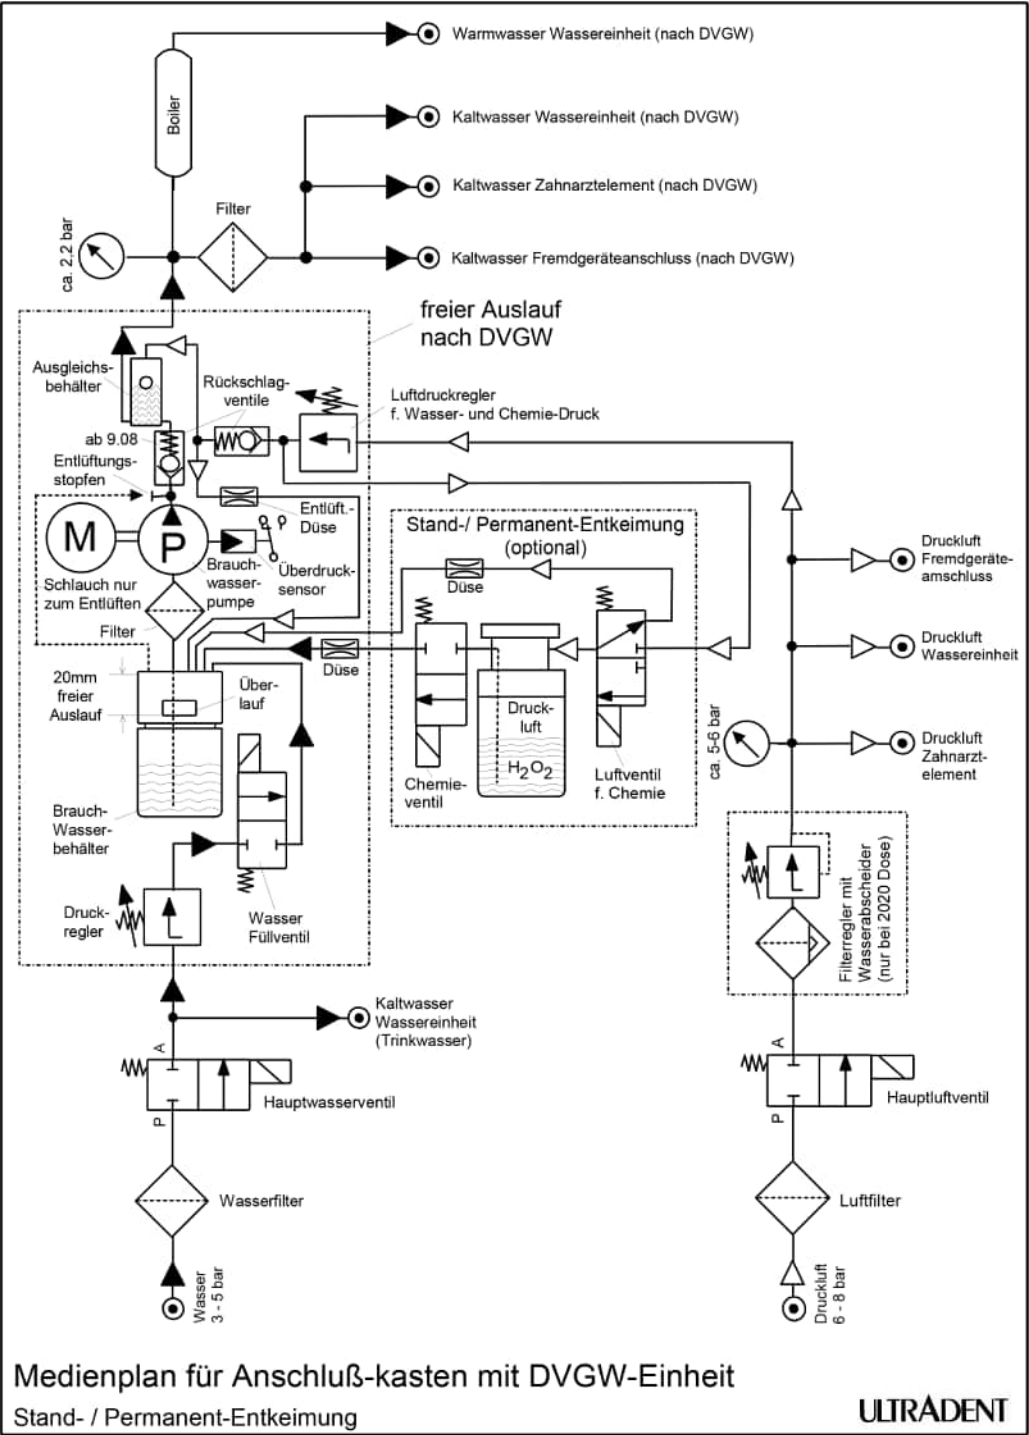 Warmwasser Wassereinheit (nach DVGW)
Boiler
Kaltwasser Wassereinheit (nach DVGW)
Kaltwasser Zahnarztelement (nach DVGW)
Filter
ca. 2,2 bar
Kaltwasser Fremdgeräteanschluss (nach DVGW)
freier Auslauf
nach DVGW
Ausgleichs-
behälter
Rückschlag-
ventile
Luftdruckregler
f. Wasser- und Chemie-Druck
ab 9.08
Entlüftungs-
stopfen
Entlüft.-
Düse
Stand-/ Permanent-Entkeimung
(optional)
M
P
Brauch-
wasser-
pumpe
Überdruck-
sensor
Schlauch nur
zum Entlüften
Filter
Düse
Düse
Druckluft
Fremdgeräte-
anschluss
Druckluft
Wassereinheit
20mm
freier
Auslauf
Über-
lauf
Druck-
luft
H2O2
ca. 5-6 bar
Druckluft
Zahnarzt-
element
Chemie-
ventil
Luftventil
f. Chemie
Brauch-
Wasser-
behälter
Druck-
regler
Wasser
Füllventil
Filterregler mit
Wasserabscheider
(nur bei 2020 Dose)
Kaltwasser
Wassereinheit
(Trinkwasser)
A
P
Hauptwasserventil
A
P
Hauptluftventil
Wasserfilter
Luftfilter
Wasser
3 - 5 bar
Druckluft
6 - 8 bar
Medienplan für Anschluß-kasten mit DVGW-Einheit
Stand- / Permanent-Entkeimung
ULTRADENT